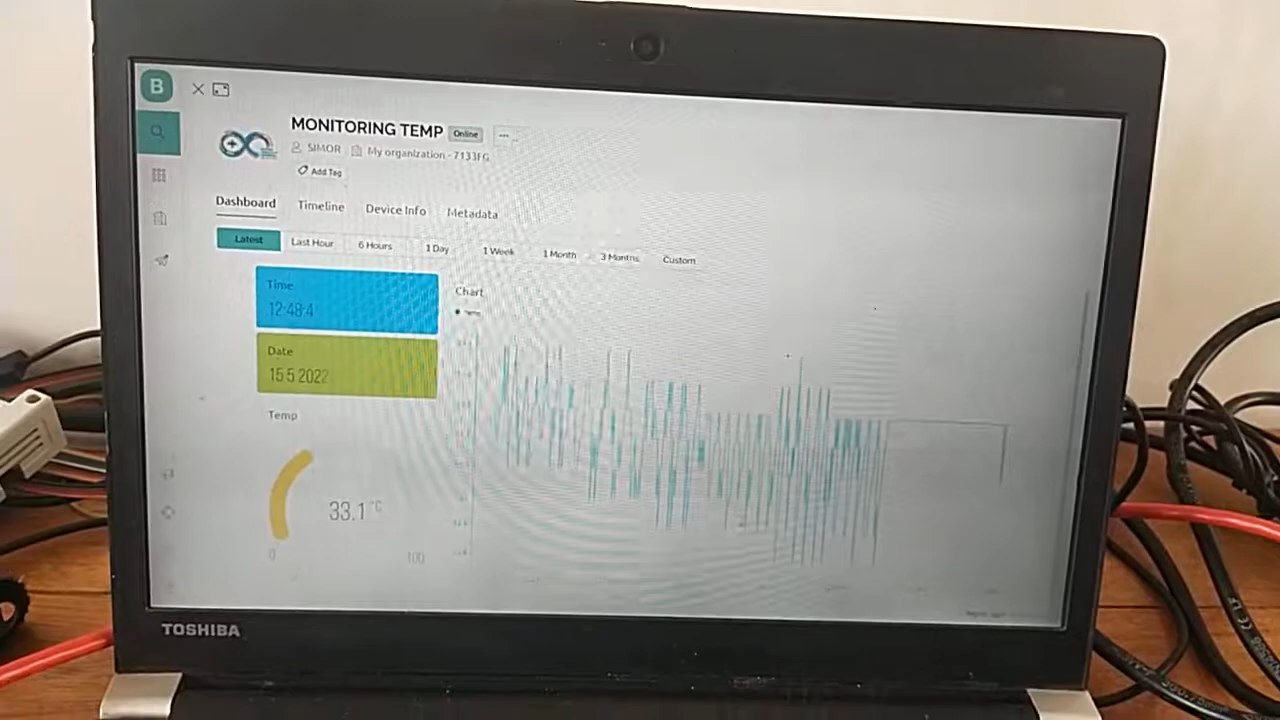 B
MONITORING TEMP Online ...
SIMOR My organization - 7133FG
Add Tag
Dashboard Timeline Device Info Metadata
Latest Last Hour 6 Hours 1 Day 1 Week 1 Month 3 Months Custom
Time
12:48:4
Date
15 5 2022
Chart
Temp
Temp
33.1 °C
0 100
TOSHIBA